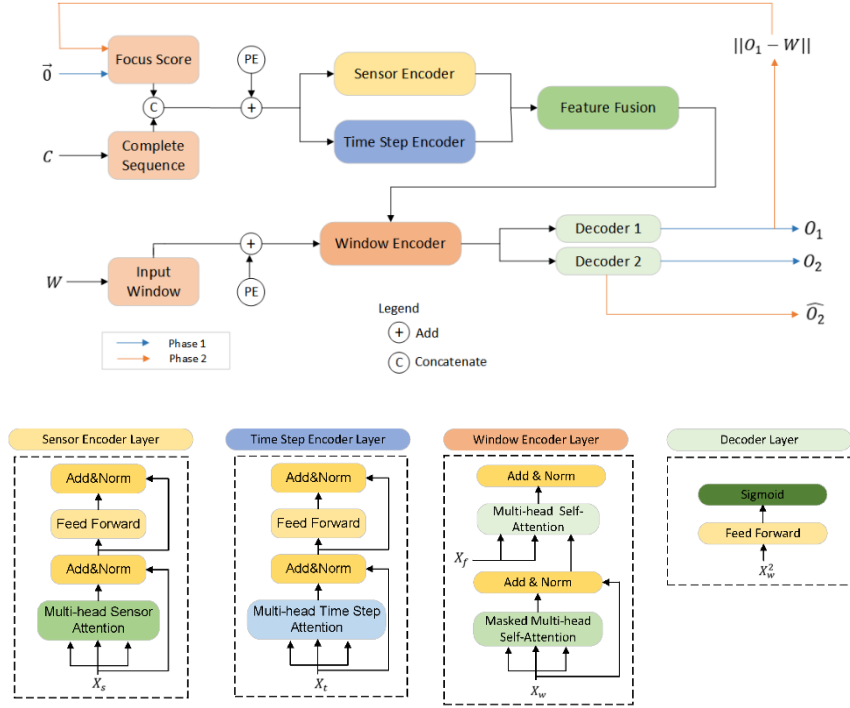 Focus Score
PE
Sensor Encoder
||O₁ − W||
0⃗
C
+
Feature Fusion
C
Complete
Sequence
Time Step Encoder
W
Input
Window
+
PE
Window Encoder
Decoder 1
O₁
Decoder 2
O₂
Ô₂
Legend
+ Add
C Concatenate
Phase 1
Phase 2
Sensor Encoder Layer
Add&Norm
Feed Forward
Add&Norm
Multi-head Sensor
Attention
Xₛ
Time Step Encoder Layer
Add&Norm
Feed Forward
Add&Norm
Multi-head Time Step
Attention
Xₜ
Window Encoder Layer
Add & Norm
Multi-head Self-
Attention
X_f
Add & Norm
Masked Multi-head
Self-Attention
X_w
Decoder Layer
Sigmoid
Feed Forward
X_w²